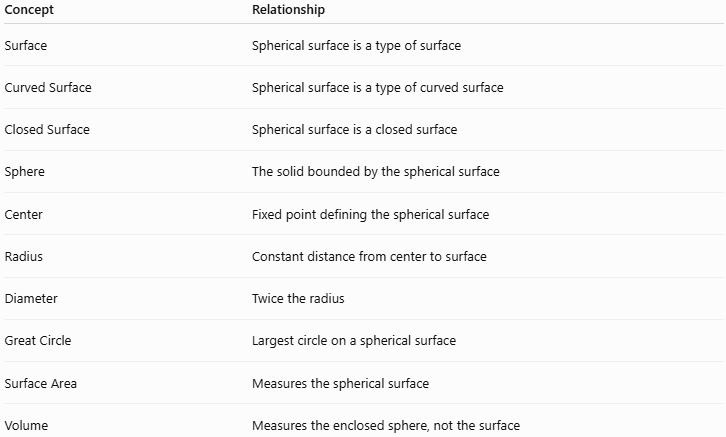 Concept Relationship
Surface Spherical surface is a type of surface
Curved Surface Spherical surface is a type of curved surface
Closed Surface Spherical surface is a closed surface
Sphere The solid bounded by the spherical surface
Center Fixed point defining the spherical surface
Radius Constant distance from center to surface
Diameter Twice the radius
Great Circle Largest circle on a spherical surface
Surface Area Measures the spherical surface
Volume Measures the enclosed sphere, not the surface